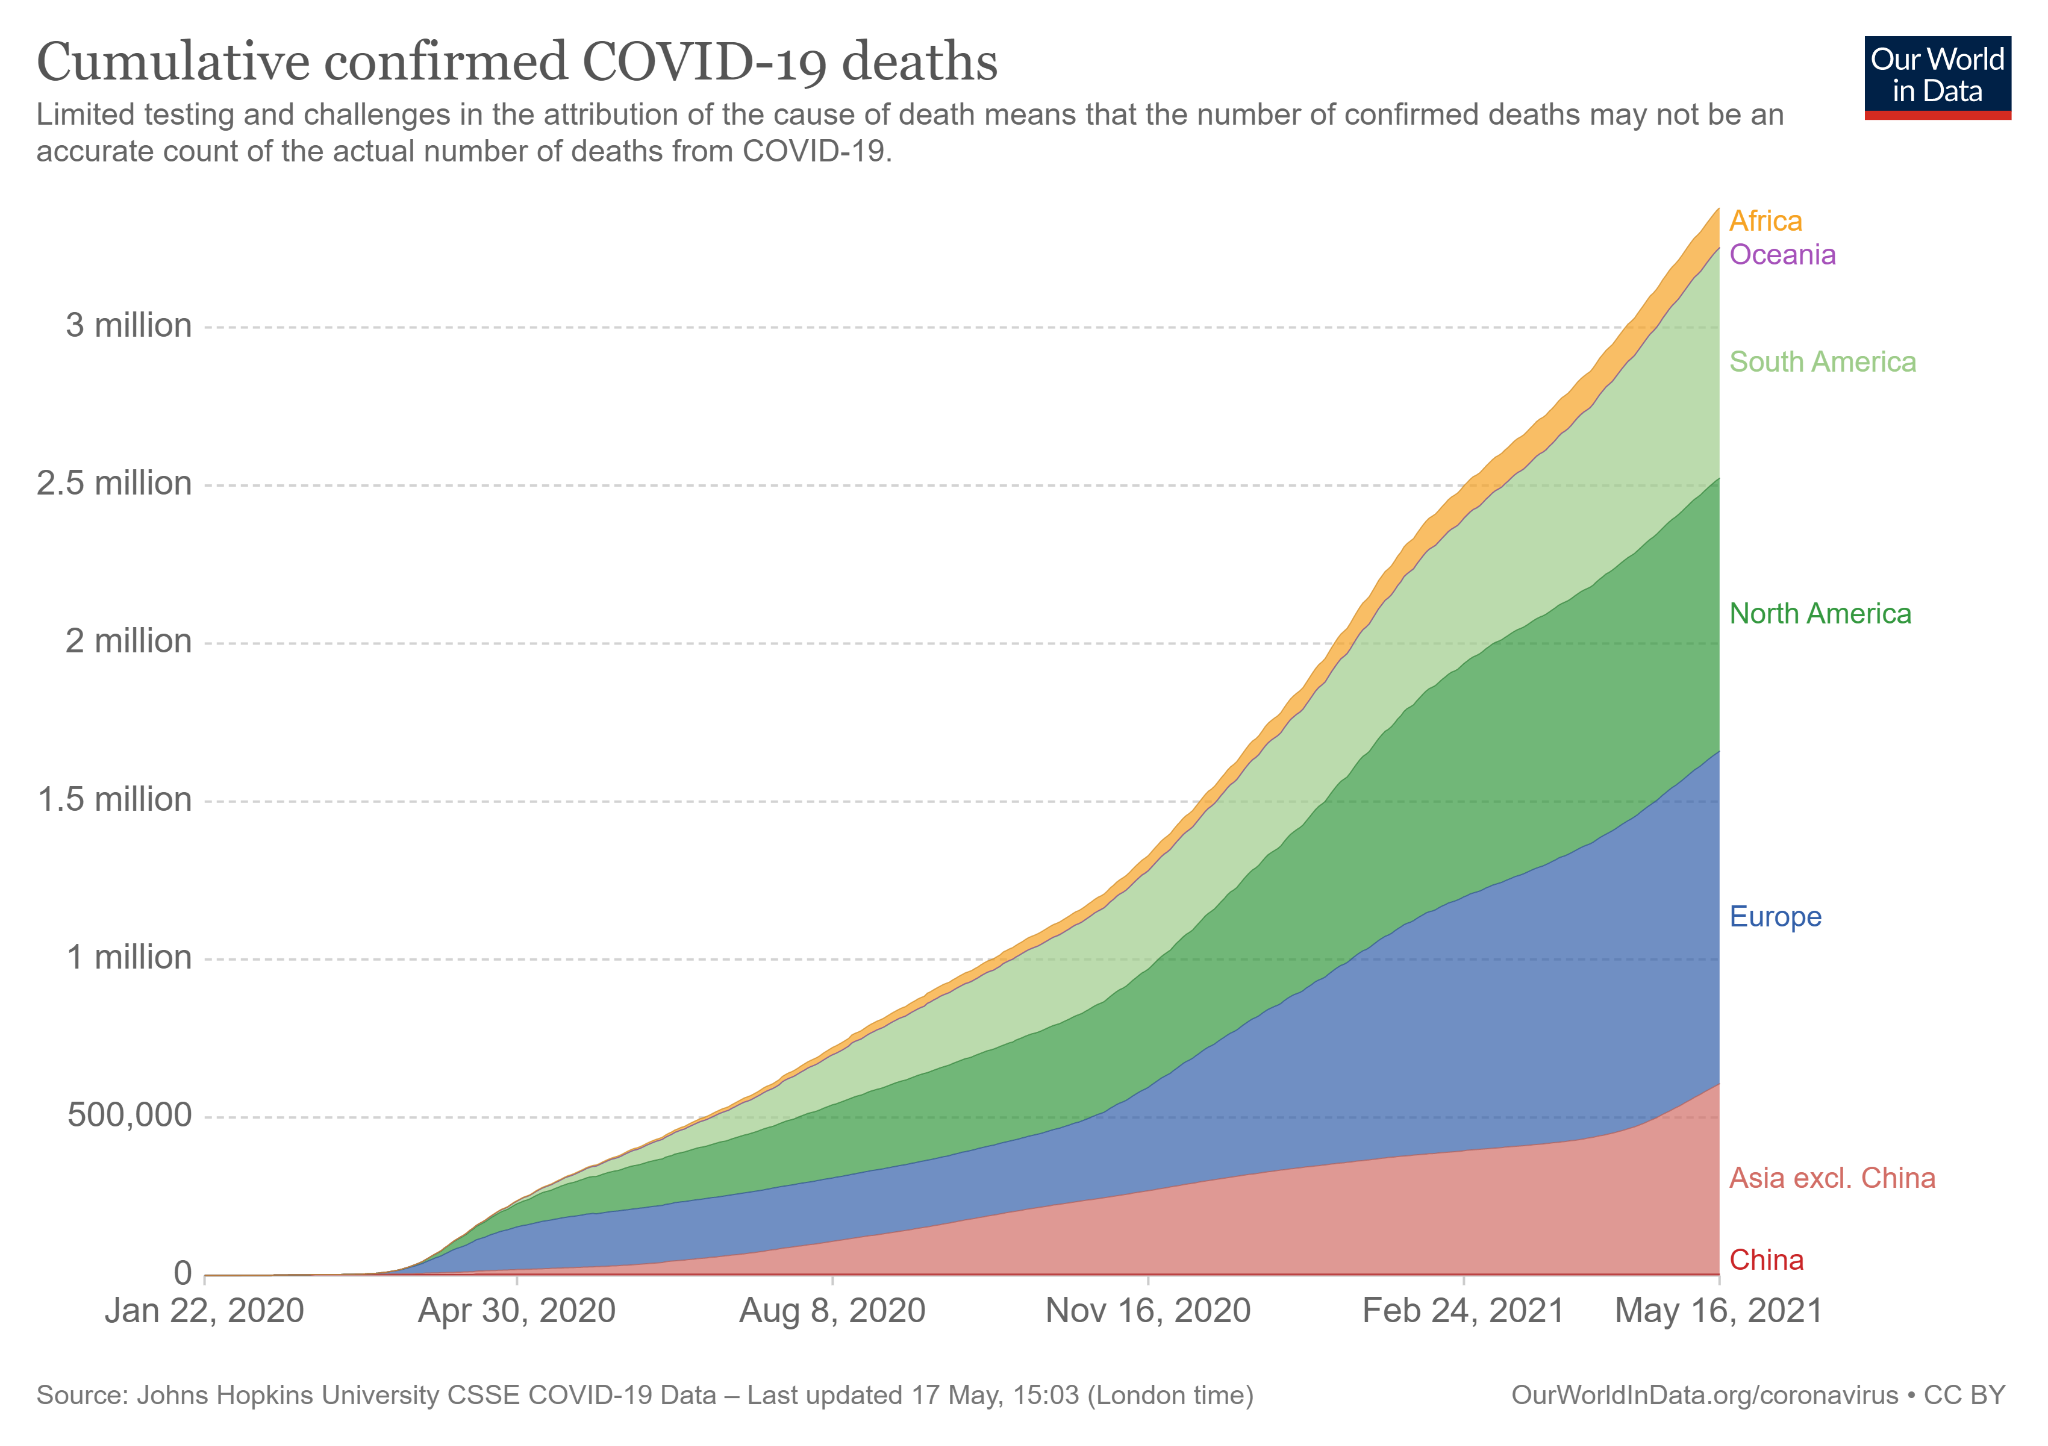 Cumulative confirmed COVID-19 deaths
Our World
in Data
Limited testing and challenges in the attribution of the cause of death means that the number of confirmed deaths may not be an
accurate count of the actual number of deaths from COVID-19.
Africa
Oceania
3 million
South America
2.5 million
North America
2 million
1.5 million
Europe
1 million
500,000
Asia excl. China
China
0
Jan 22, 2020
Apr 30, 2020
Aug 8, 2020
Nov 16, 2020
Feb 24, 2021
May 16, 2021
Source: Johns Hopkins University CSSE COVID-19 Data – Last updated 17 May, 15:03 (London time)
OurWorldInData.org/coronavirus • CC BY